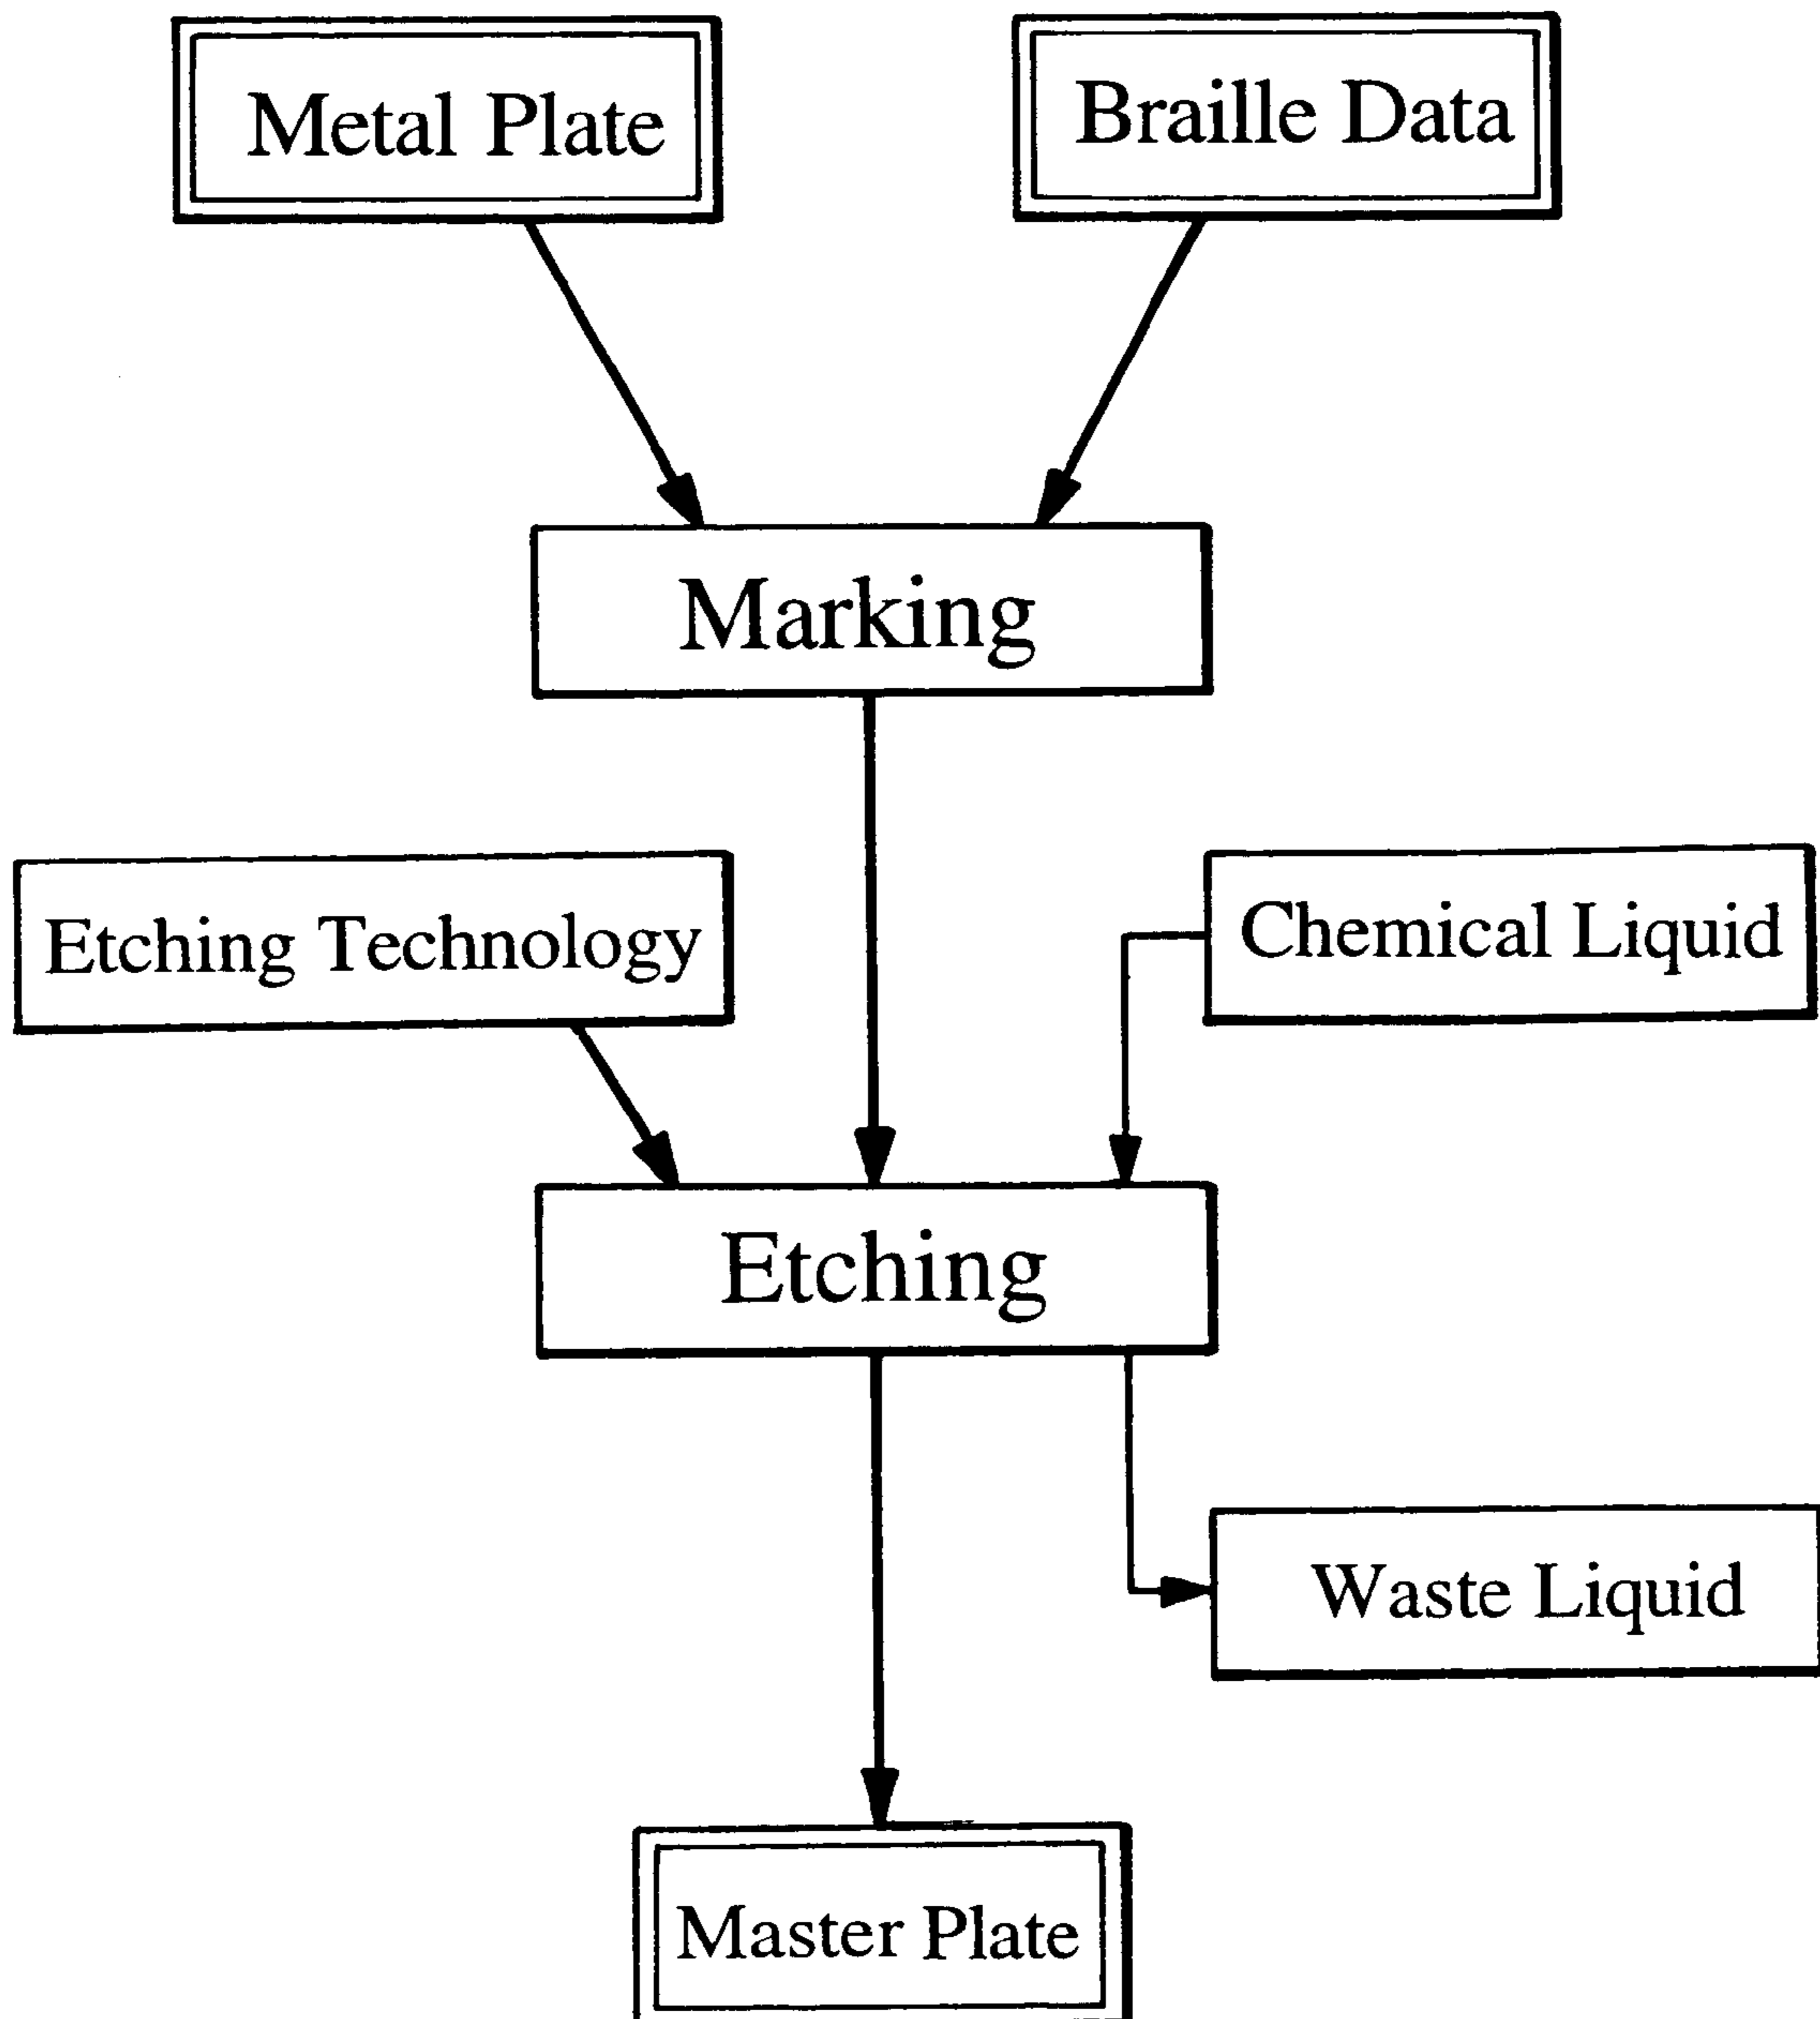 Metal Plate
Braille Data
Marking
Etching Technology
Chemical Liquid
Etching
Waste Liquid
Master Plate